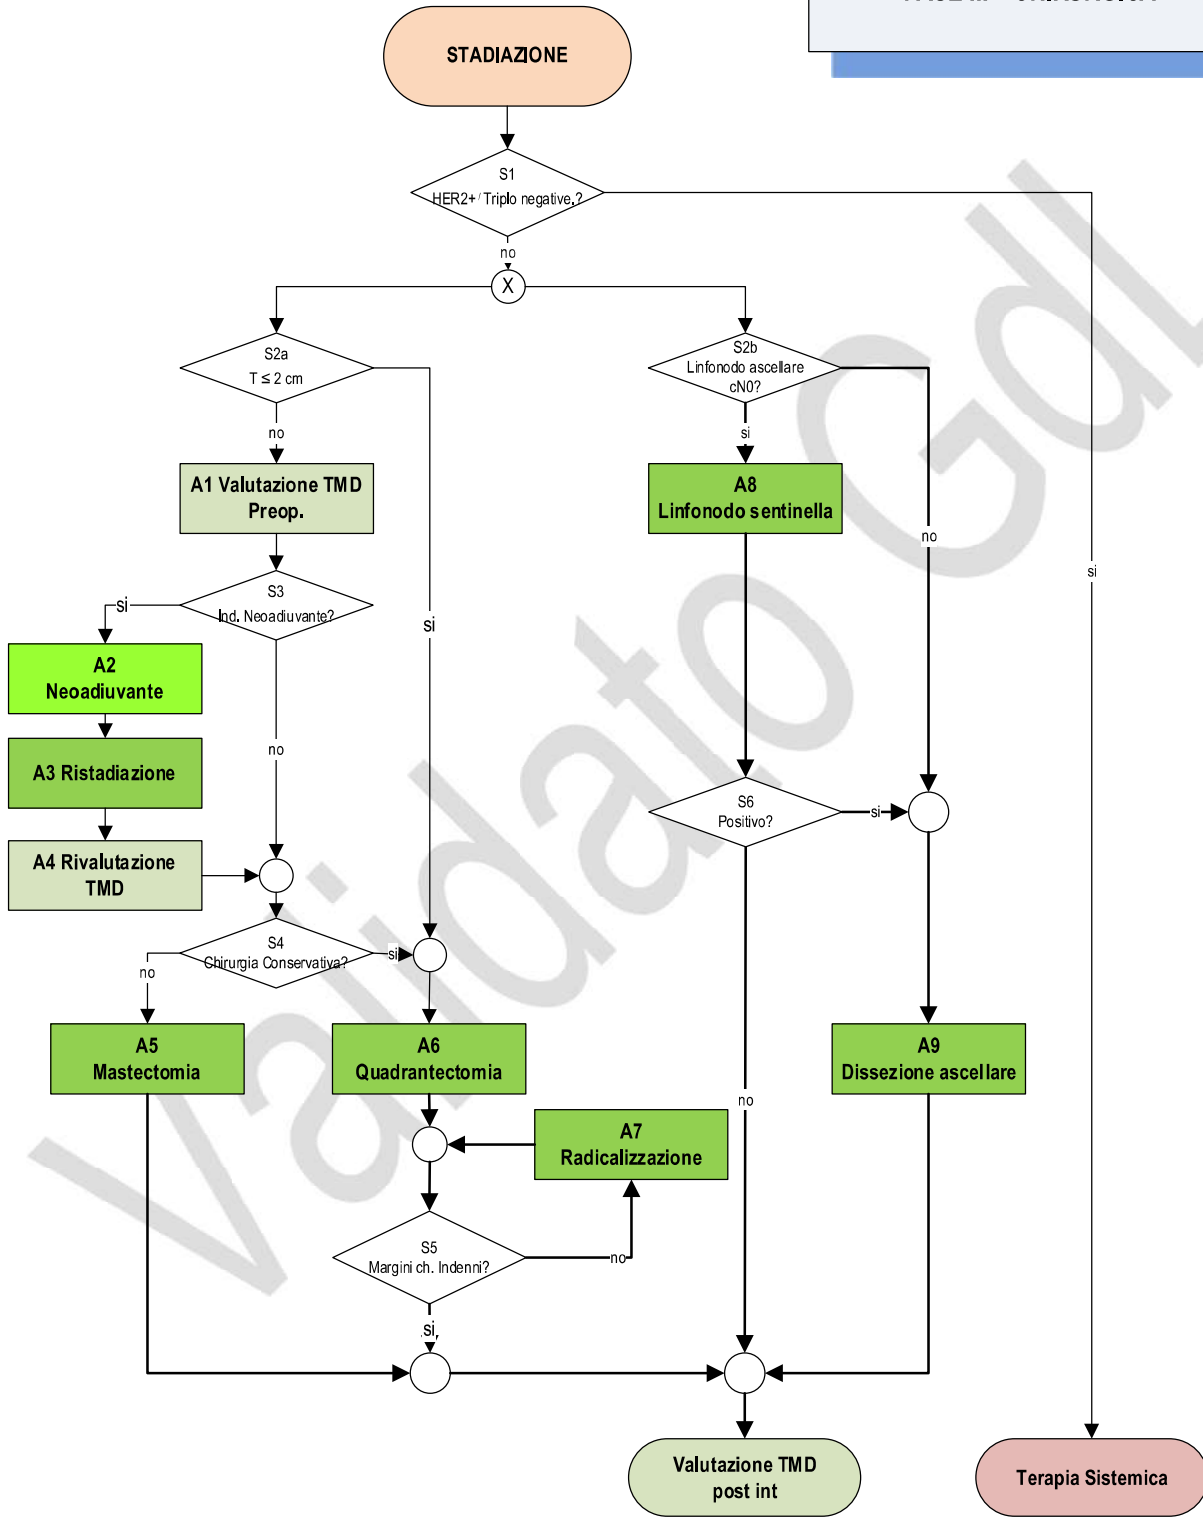 STADIAZIONE
S1
HER2+ / Triplo negative.?
si
no
X
S2a
T ≤ 2 cm
S2b
Linfonodo ascellare
cN0?
no
si
A1 Valutazione TMD
Preop.
A8
Linfonodo sentinella
no
S3
Ind. Neoadiuvante?
si
si
A2
Neoadiuvante
no
A3 Ristadiazione
A4 Rivalutazione
TMD
S6
Positivo?
si
S4
Chirurgia Conservativa?
si
no
A5
Mastectomia
A6
Quadrantectomia
A9
Dissezione ascellare
no
A7
Radicalizzazione
S5
Margini ch. Indenni?
no
si
Valutazione TMD
post int
Terapia Sistemica
Validato GdL